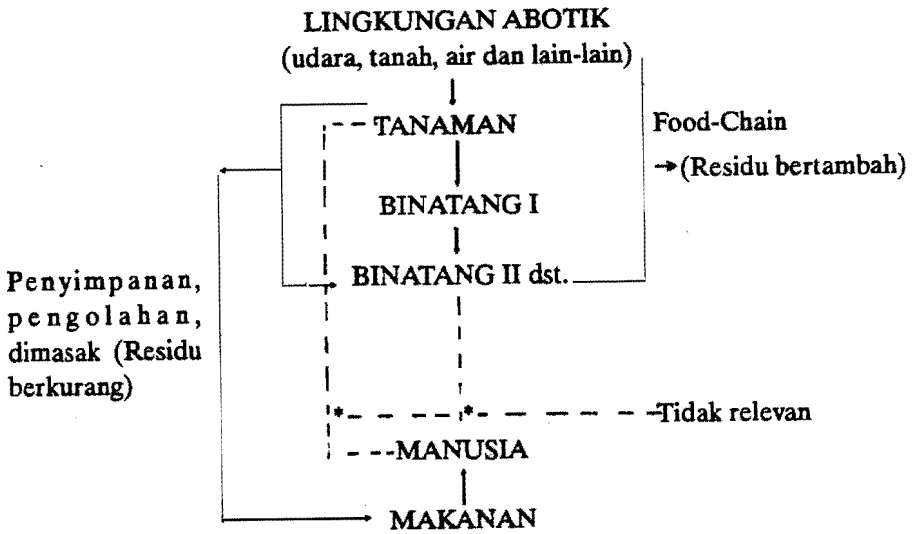 LINGKUNGAN ABOTIK
(udara, tanah, air dan lain-lain)
TANAMAN
Food-Chain
(Residu bertambah)
BINATANG I
BINATANG II dst.
Penyimpanan,
pengolahan,
dimasak (Residu
berkurang)
* * Tidak relevan
MANUSIA
MAKANAN